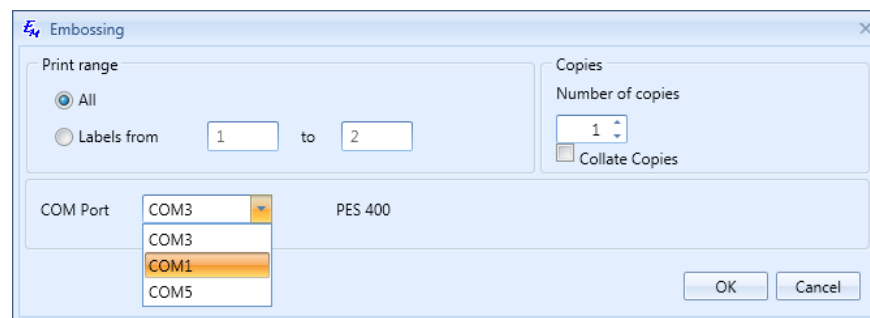 EM Embossing
Print range
All
Labels from 1 to 2
Copies
Number of copies
1
Collate Copies
COM Port COM3 PES 400
COM3
COM1
COM5
OK Cancel